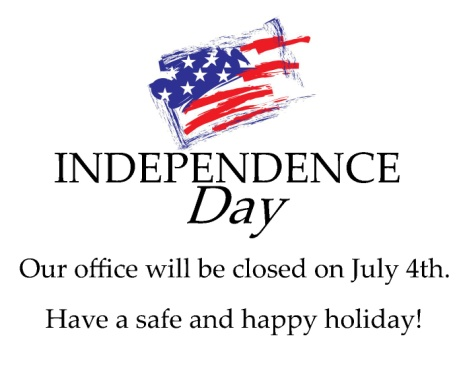 INDEPENDENCE
Day
Our office will be closed on July 4th.
Have a safe and happy holiday!